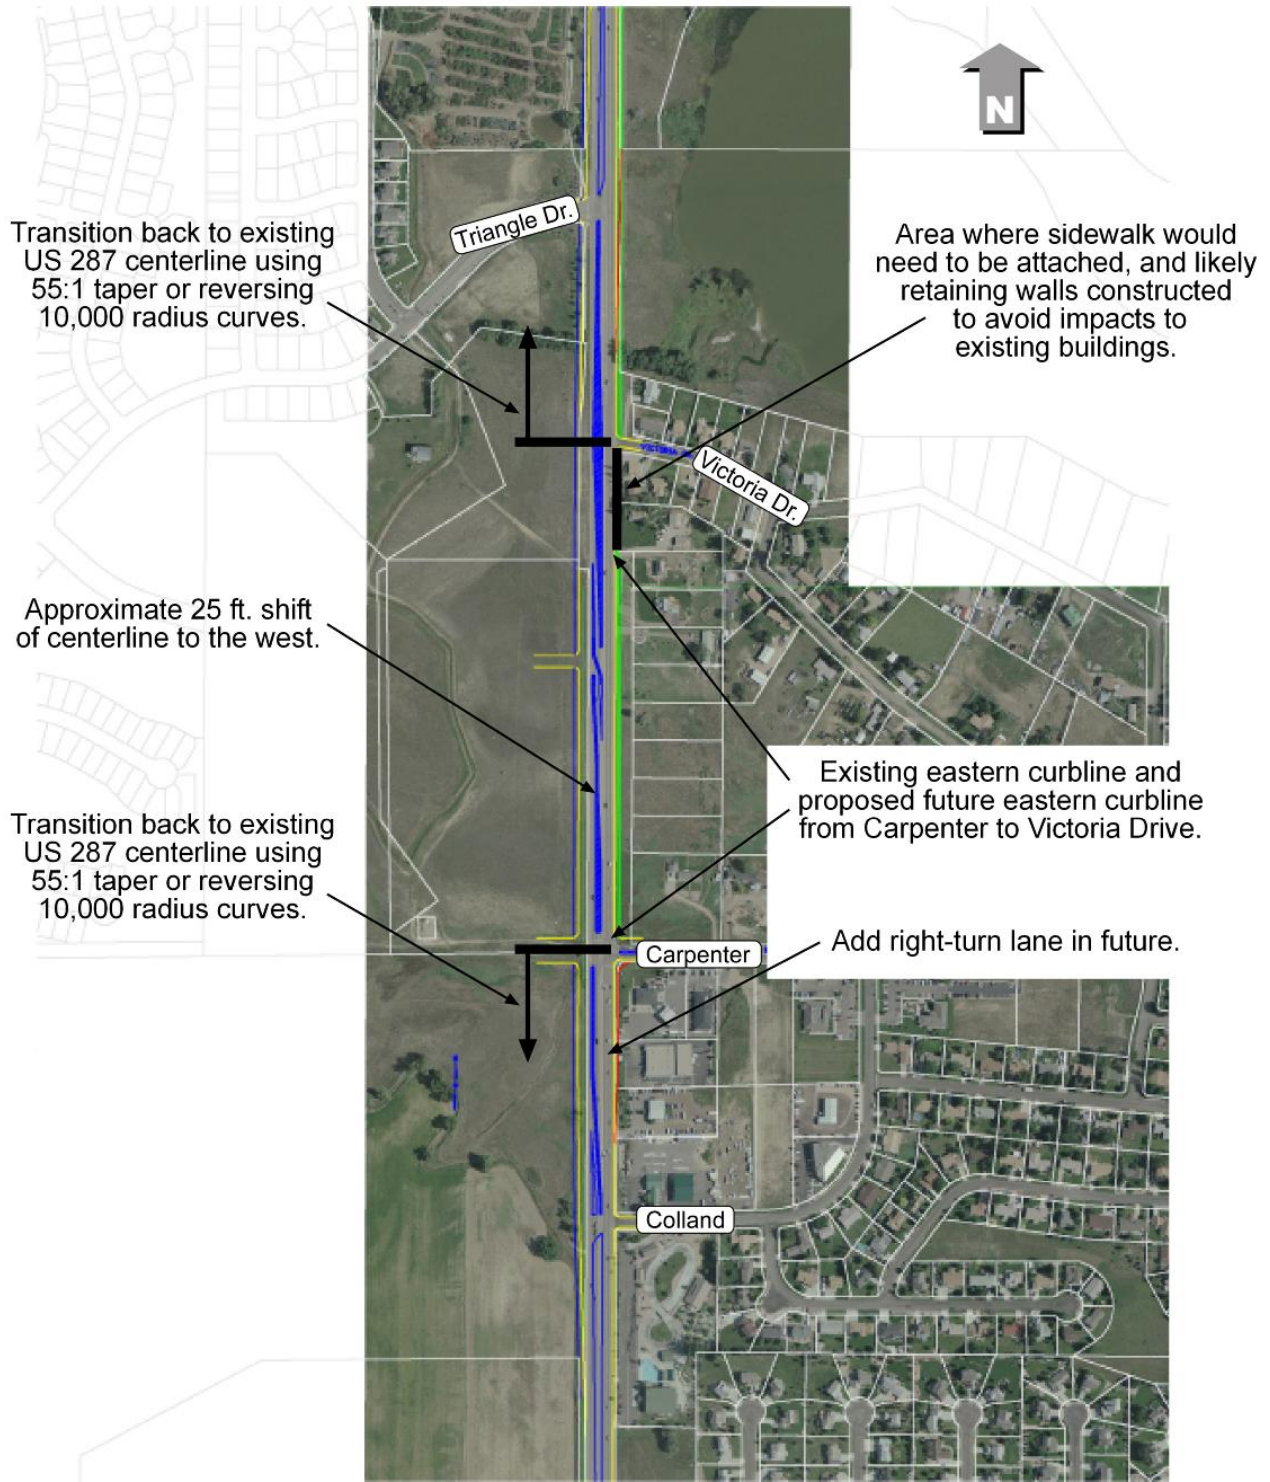 N
Triangle Dr.
Transition back to existing
US 287 centerline using
55:1 taper or reversing
10,000 radius curves.
Area where sidewalk would
need to be attached, and likely
retaining walls constructed
to avoid impacts to
existing buildings.
Victoria Dr.
Approximate 25 ft. shift
of centerline to the west.
Existing eastern curbline and
proposed future eastern curbline
from Carpenter to Victoria Drive.
Transition back to existing
US 287 centerline using
55:1 taper or reversing
10,000 radius curves.
Add right-turn lane in future.
Carpenter
Colland